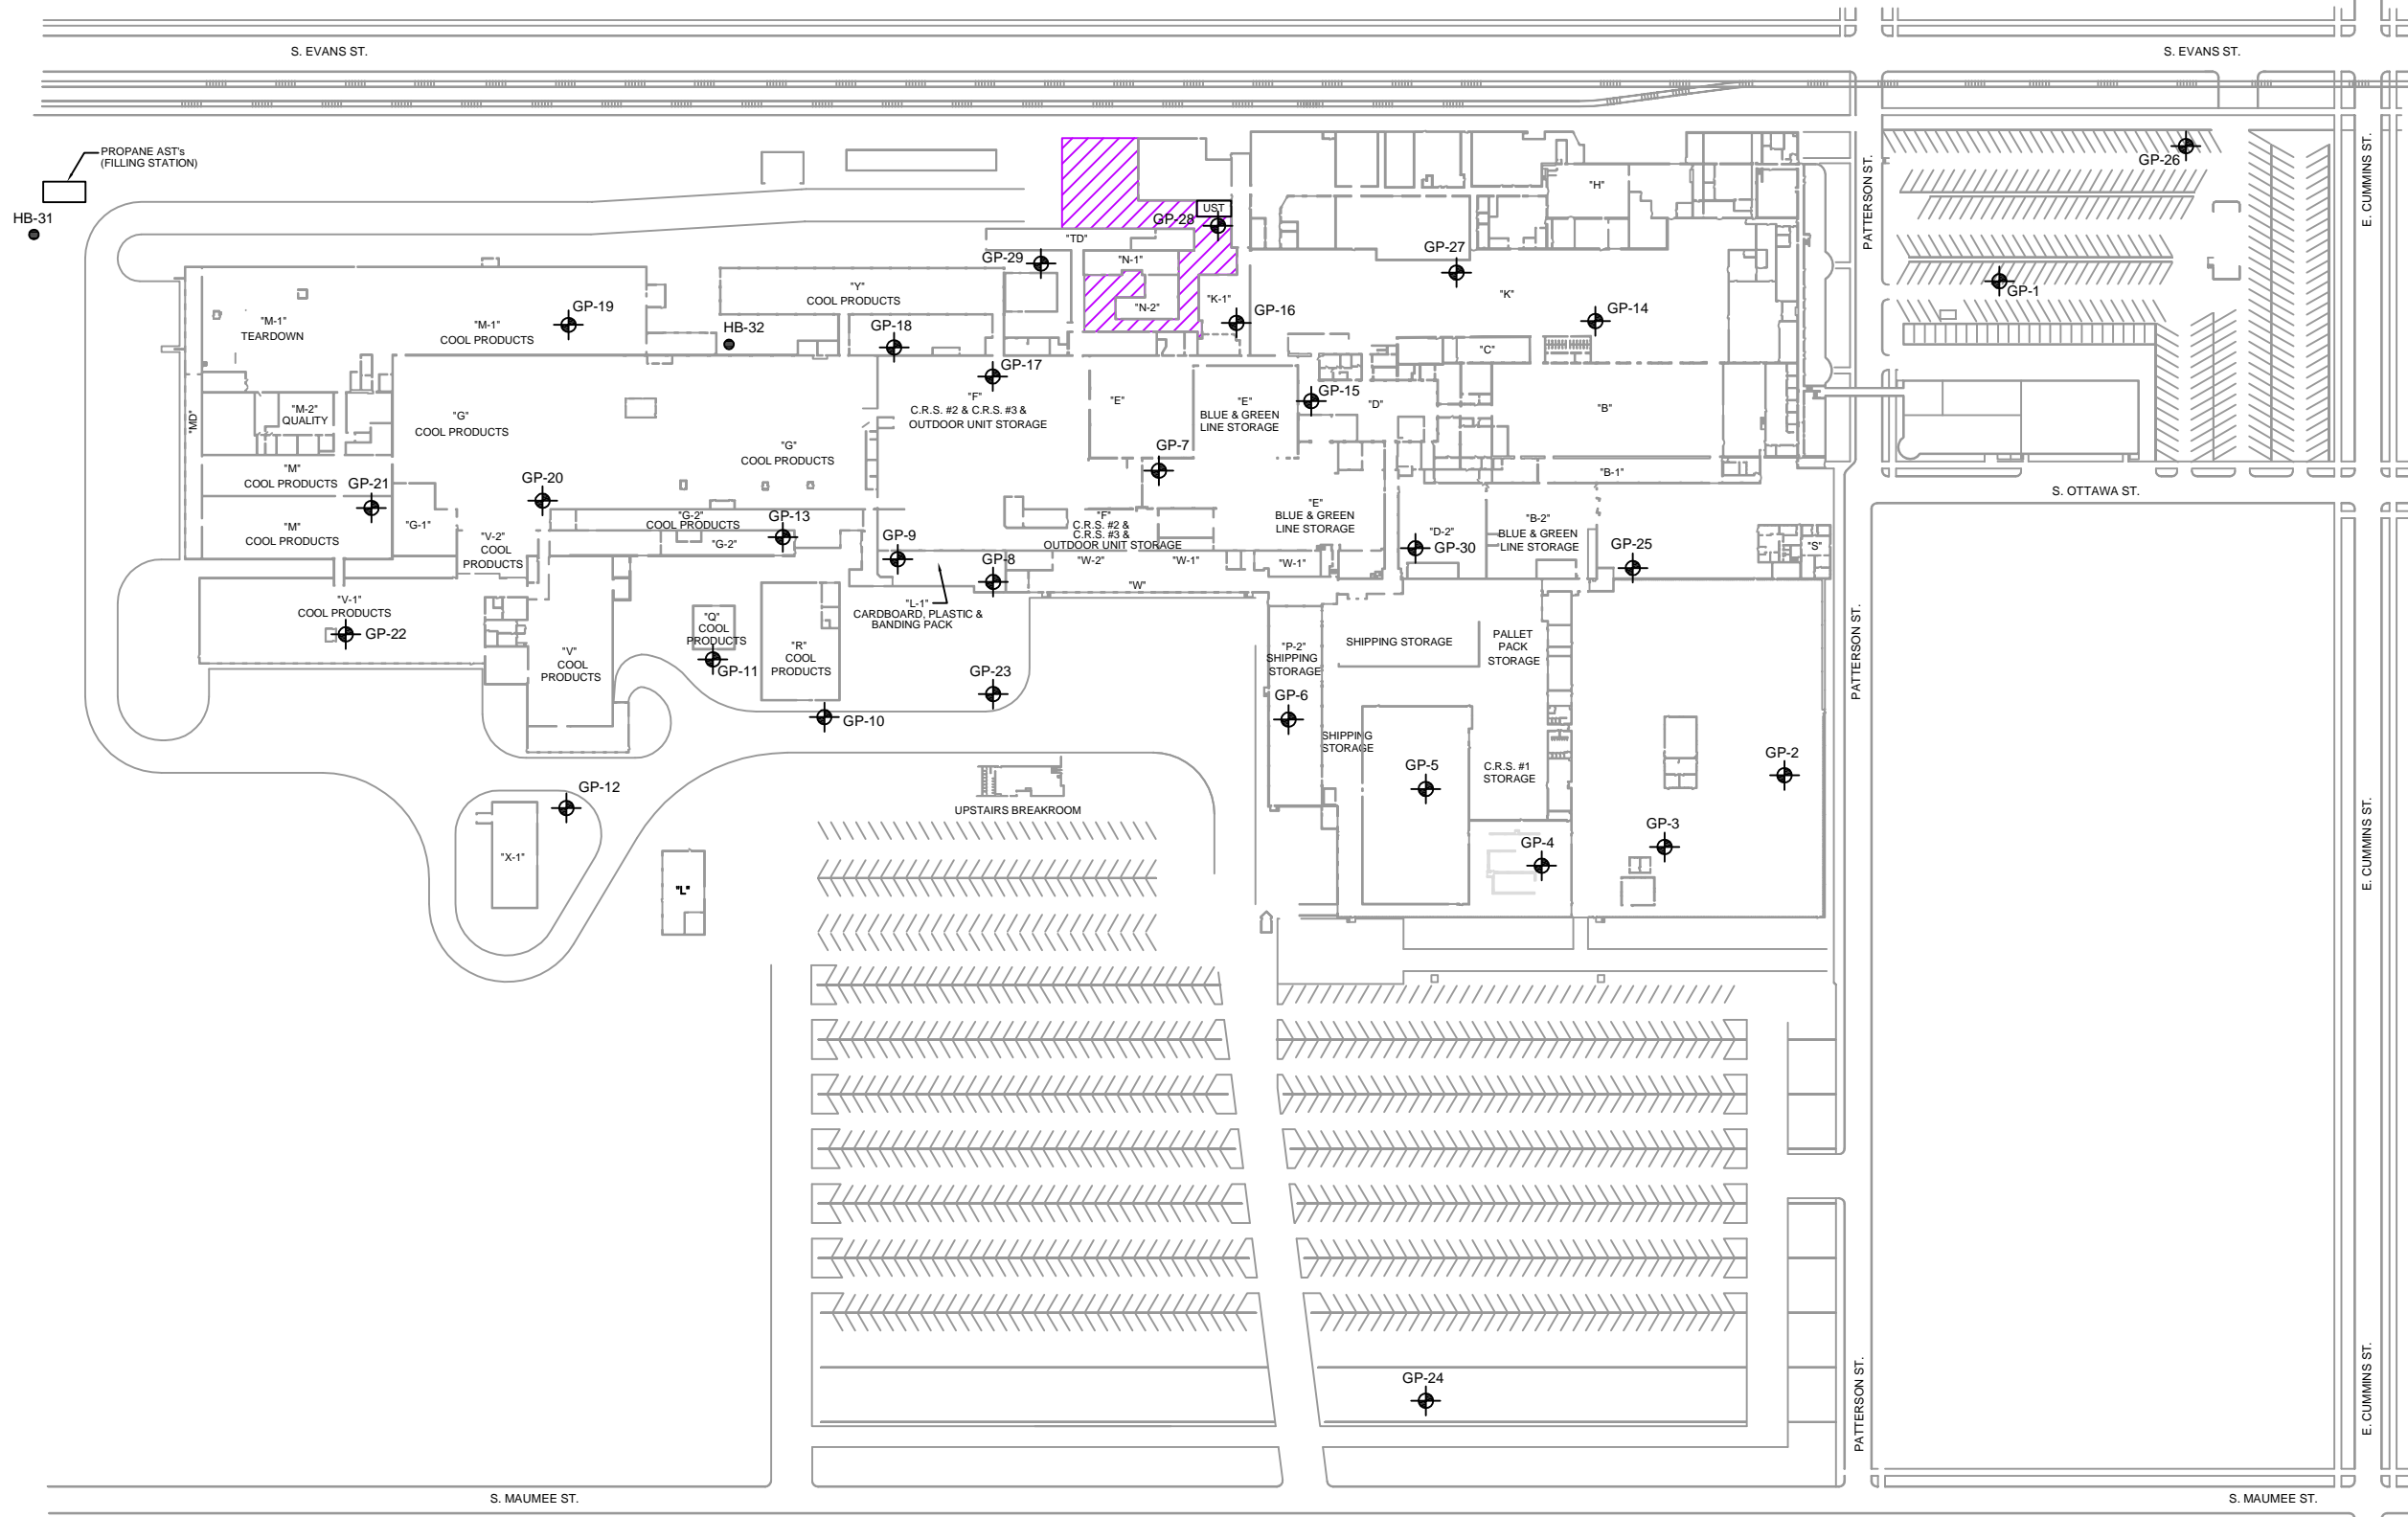 S. EVANS ST.
S. EVANS ST.
PROPANE AST's
(FILLING STATION)
HB-31
PATTERSON ST.
E. CUMMINS ST.
GP-26
"H"
UST
GP-28
"TD"
GP-29
"N-1"
GP-27
"Y"
COOL PRODUCTS
"K-1"
"N-2"
"K"
GP-1
GP-19
"M-1"
TEARDOWN
"M-1"
COOL PRODUCTS
HB-32
GP-18
GP-16
GP-14
"C"
GP-17
"F"
C.R.S. #2 & C.R.S. #3 &
OUTDOOR UNIT STORAGE
"E"
"E"
BLUE & GREEN
LINE STORAGE
GP-15
"D"
"B"
"MD"
"M-2"
QUALITY
"G"
COOL PRODUCTS
"G"
COOL PRODUCTS
GP-7
"M"
COOL PRODUCTS
GP-21
GP-20
"B-1"
S. OTTAWA ST.
"M"
COOL PRODUCTS
"G-1"
"G-2"
COOL PRODUCTS
GP-13
"G-2"
"V-2"
COOL
PRODUCTS
GP-9
GP-8
"F"
C.R.S. #2 &
C.R.S. #3 &
OUTDOOR UNIT STORAGE
"E"
BLUE & GREEN
LINE STORAGE
"D-2"
GP-30
"B-2"
BLUE & GREEN
LINE STORAGE
GP-25
"S"
"W-2"
"W-1"
"W-1"
"W"
"V-1"
COOL PRODUCTS
GP-22
"L-1"
CARDBOARD, PLASTIC &
BANDING PACK
"Q"
COOL
PRODUCTS
GP-11
"R"
COOL
PRODUCTS
"V"
COOL
PRODUCTS
GP-23
GP-10
"P-2"
SHIPPING
STORAGE
SHIPPING STORAGE
PALLET
PACK
STORAGE
PATTERSON ST.
GP-6
SHIPPING
STORAGE
GP-5
C.R.S. #1
STORAGE
GP-2
GP-12
UPSTAIRS BREAKROOM
GP-3
GP-4
"X-1"
"L"
E. CUMMINS ST.
GP-24
PATTERSON ST.
E. CUMMINS ST.
S. MAUMEE ST.
S. MAUMEE ST.